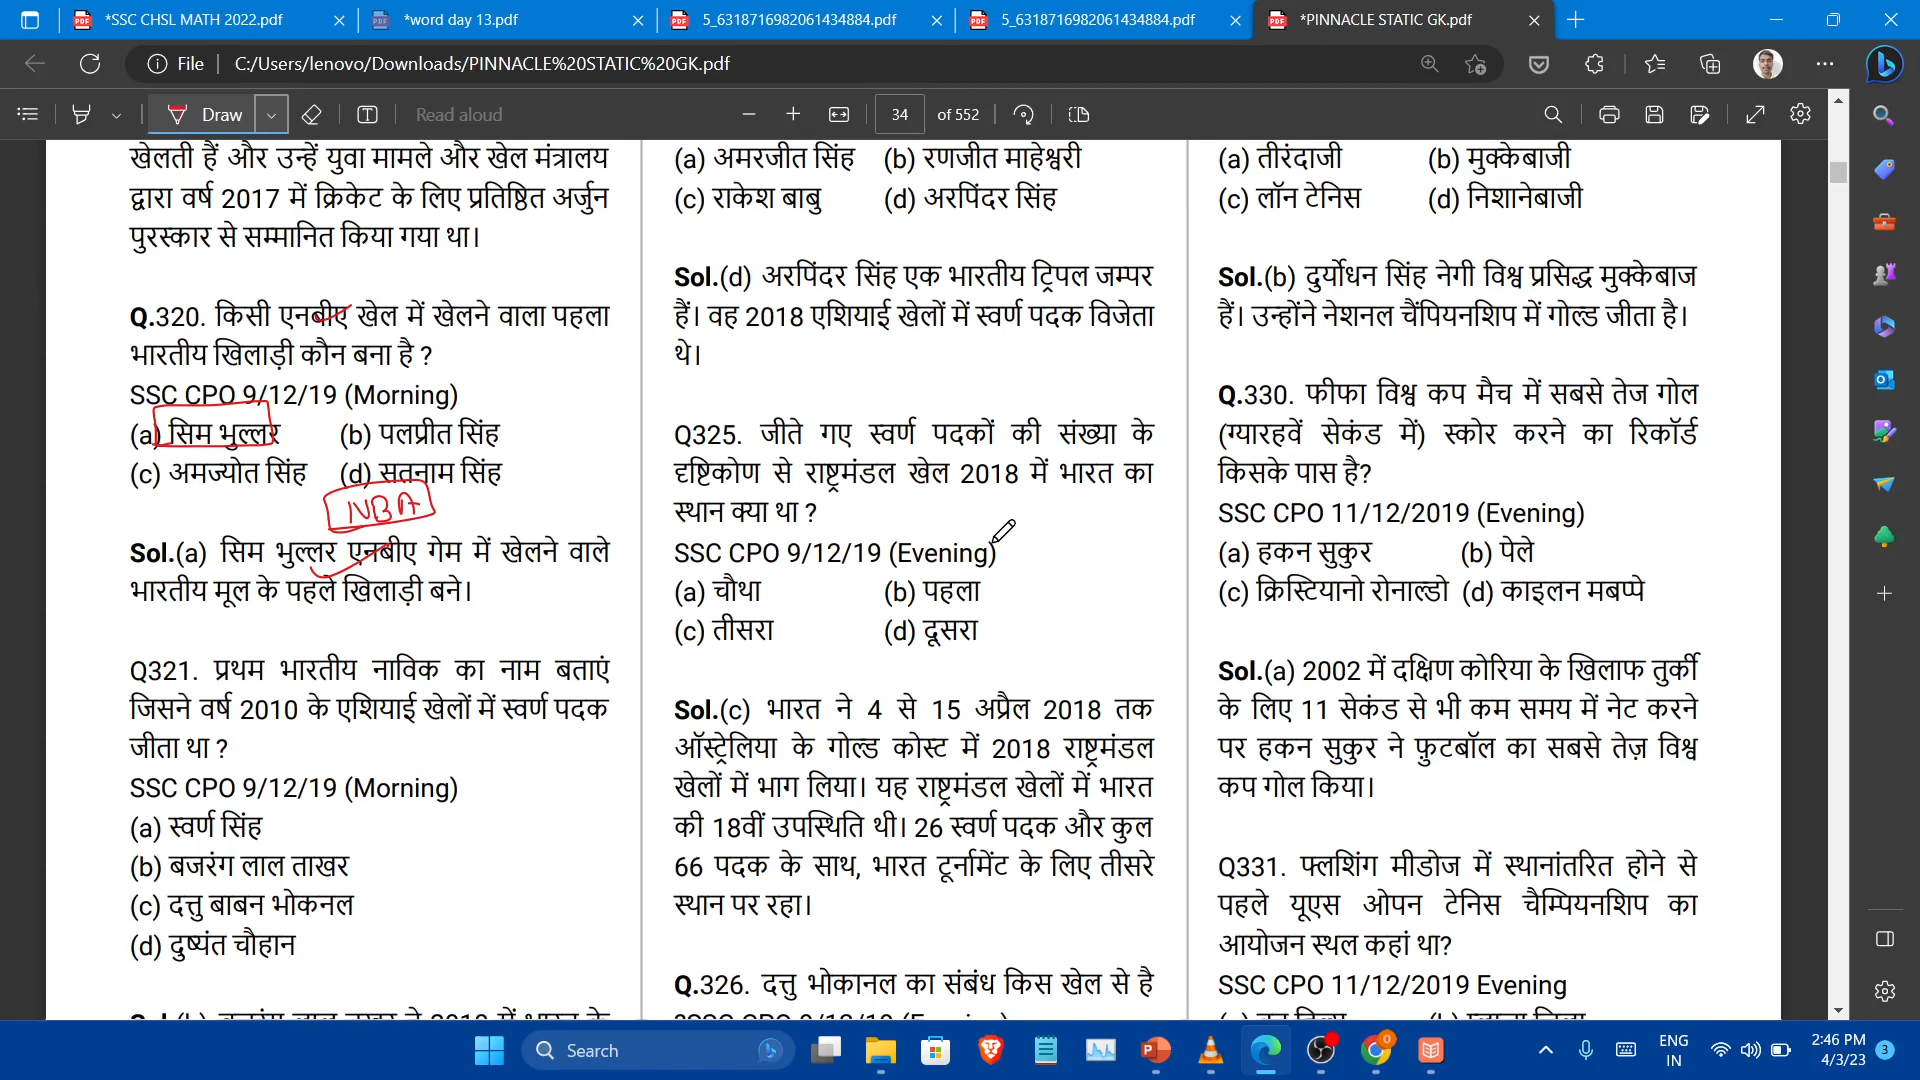 *SSC CHSL MATH 2022.pdf
*word day 13.pdf
5_6318716982061434884.pdf
5_6318716982061434884.pdf
*PINNACLE STATIC GK.pdf
File
C:/Users/lenovo/Downloads/PINNACLE%20STATIC%20GK.pdf
Draw
Read aloud
34 of 552
खेलती हैं और उन्हें युवा मामले और खेल मंत्रालय
द्वारा वर्ष 2017 में क्रिकेट के लिए प्रतिष्ठित अर्जुन
पुरस्कार से सम्मानित किया गया था।
Q.320. किसी एनबीए खेल में खेलने वाला पहला
भारतीय खिलाड़ी कौन बना है ?
SSC CPO 9/12/19 (Morning)
(a) सिम भुल्लर (b) पलप्रीत सिंह
(c) अमज्योत सिंह (d) सतनाम सिंह
NBA
Sol.(a) सिम भुल्लर एनबीए गेम में खेलने वाले
भारतीय मूल के पहले खिलाड़ी बने।
Q321. प्रथम भारतीय नाविक का नाम बताएं
जिसने वर्ष 2010 के एशियाई खेलों में स्वर्ण पदक
जीता था ?
SSC CPO 9/12/19 (Morning)
(a) स्वर्ण सिंह
(b) बजरंग लाल ताखर
(c) दत्तु बाबन भोकनल
(d) दुष्यंत चौहान
(a) अमरजीत सिंह (b) रणजीत माहेश्वरी
(c) राकेश बाबु (d) अरपिंदर सिंह
Sol.(d) अरपिंदर सिंह एक भारतीय ट्रिपल जम्पर
हैं। वह 2018 एशियाई खेलों में स्वर्ण पदक विजेता
थे।
Q325. जीते गए स्वर्ण पदकों की संख्या के
दृष्टिकोण से राष्ट्रमंडल खेल 2018 में भारत का
स्थान क्या था ?
SSC CPO 9/12/19 (Evening)
(a) चौथा (b) पहला
(c) तीसरा (d) दूसरा
Sol.(c) भारत ने 4 से 15 अप्रैल 2018 तक
ऑस्ट्रेलिया के गोल्ड कोस्ट में 2018 राष्ट्रमंडल
खेलों में भाग लिया। यह राष्ट्रमंडल खेलों में भारत
की 18वीं उपस्थिति थी। 26 स्वर्ण पदक और कुल
66 पदक के साथ, भारत टूर्नामेंट के लिए तीसरे
स्थान पर रहा।
Q.326. दत्तु भोकानल का संबंध किस खेल से है
(a) तीरंदाजी (b) मुक्केबाजी
(c) लॉन टेनिस (d) निशानेबाजी
Sol.(b) दुर्योधन सिंह नेगी विश्व प्रसिद्ध मुक्केबाज
हैं। उन्होंने नेशनल चैंपियनशिप में गोल्ड जीता है।
Q.330. फीफा विश्व कप मैच में सबसे तेज गोल
(ग्यारहवें सेकंड में) स्कोर करने का रिकॉर्ड
किसके पास है?
SSC CPO 11/12/2019 (Evening)
(a) हकन सुकुर (b) पेले
(c) क्रिस्टियानो रोनाल्डो (d) काइलन मबप्पे
Sol.(a) 2002 में दक्षिण कोरिया के खिलाफ तुर्की
के लिए 11 सेकंड से भी कम समय में नेट करने
पर हकन सुकुर ने फ़ुटबॉल का सबसे तेज़ विश्व
कप गोल किया।
Q331. फ्लशिंग मीडोज में स्थानांतरित होने से
पहले यूएस ओपन टेनिस चैम्पियनशिप का
आयोजन स्थल कहां था?
SSC CPO 11/12/2019 Evening
Search
ENG
IN
2:46 PM
4/3/23
3